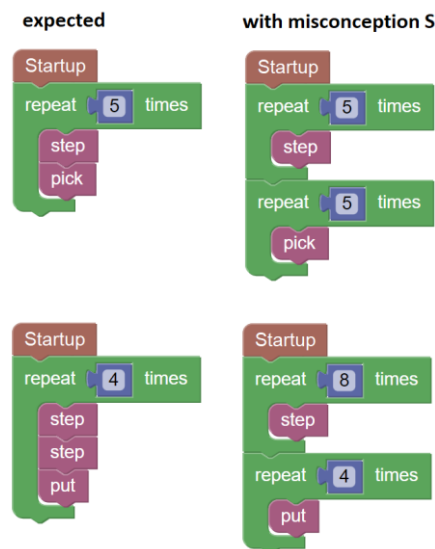 expected
with misconception S
Startup
repeat 5 times
step
pick
Startup
repeat 5 times
step
repeat 5 times
pick
Startup
repeat 4 times
step
step
put
Startup
repeat 8 times
step
repeat 4 times
put